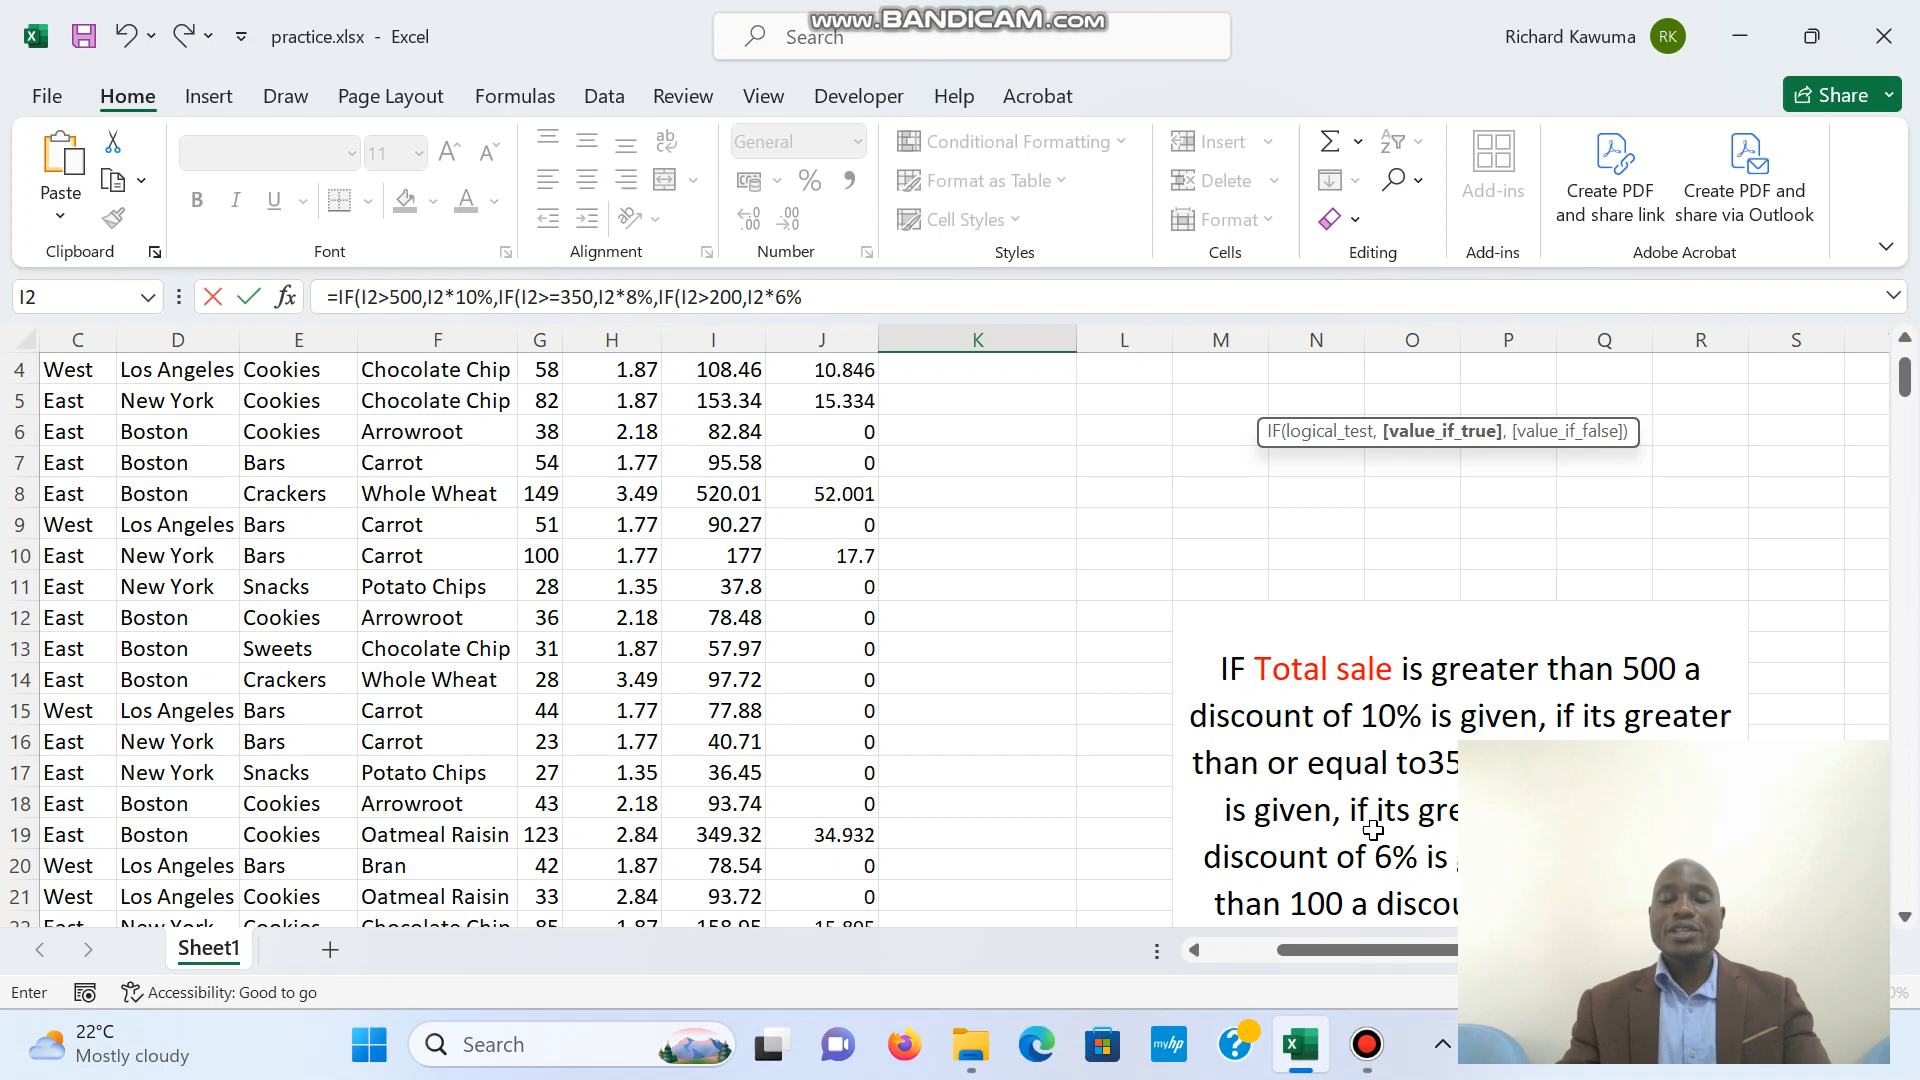 www.BANDICAM.com
practice.xlsx - Excel
Search
Richard Kawuma
RK
File Home Insert Draw Page Layout Formulas Data Review View Developer Help Acrobat
Share
Paste
Clipboard
11
B I U
Font
ab
Alignment
General
Number
Conditional Formatting
Format as Table
Cell Styles
Styles
Insert
Delete
Format
Cells
Editing
Add-ins
Add-ins
Create PDF
and share link
Create PDF and
share via Outlook
Adobe Acrobat
I2
fx
=IF(I2>500,I2*10%,IF(I2>=350,I2*8%,IF(I2>200,I2*6%
C D E F G H I J K L M N O P Q R S
4 West Los Angeles Cookies Chocolate Chip 58 1.87 108.46 10.846
5 East New York Cookies Chocolate Chip 82 1.87 153.34 15.334
6 East Boston Cookies Arrowroot 38 2.18 82.84 0
IF(logical_test, [value_if_true], [value_if_false])
7 East Boston Bars Carrot 54 1.77 95.58 0
8 East Boston Crackers Whole Wheat 149 3.49 520.01 52.001
9 West Los Angeles Bars Carrot 51 1.77 90.27 0
10 East New York Bars Carrot 100 1.77 177 17.7
11 East New York Snacks Potato Chips 28 1.35 37.8 0
12 East Boston Cookies Arrowroot 36 2.18 78.48 0
13 East Boston Sweets Chocolate Chip 31 1.87 57.97 0
14 East Boston Crackers Whole Wheat 28 3.49 97.72 0
15 West Los Angeles Bars Carrot 44 1.77 77.88 0
16 East New York Bars Carrot 23 1.77 40.71 0
17 East New York Snacks Potato Chips 27 1.35 36.45 0
18 East Boston Cookies Arrowroot 43 2.18 93.74 0
19 East Boston Cookies Oatmeal Raisin 123 2.84 349.32 34.932
20 West Los Angeles Bars Bran 42 1.87 78.54 0
21 West Los Angeles Cookies Oatmeal Raisin 33 2.84 93.72 0
22 East New York Cookies Chocolate Chip 85 1.87 158.95 15.895
IF Total sale is greater than 500 a
discount of 10% is given, if its greater
than or equal to35
is given, if its gre
discount of 6% is
than 100 a discou
Sheet1
Enter
Accessibility: Good to go
0%
22°C
Mostly cloudy
Search
myhp